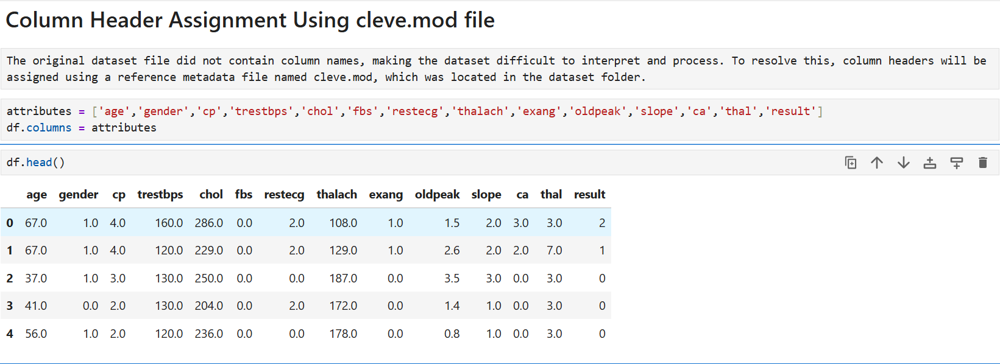 Column Header Assignment Using cleve.mod file
The original dataset file did not contain column names, making the dataset difficult to interpret and process. To resolve this, column headers will be
assigned using a reference metadata file named cleve.mod, which was located in the dataset folder.
attributes = ['age','gender','cp','trestbps','chol','fbs','restecg','thalach','exang','oldpeak','slope','ca','thal','result']
df.columns = attributes
df.head()
age gender cp trestbps chol fbs restecg thalach exang oldpeak slope ca thal result
0 67.0 1.0 4.0 160.0 286.0 0.0 2.0 108.0 1.0 1.5 2.0 3.0 3.0 2
1 67.0 1.0 4.0 120.0 229.0 0.0 2.0 129.0 1.0 2.6 2.0 2.0 7.0 1
2 37.0 1.0 3.0 130.0 250.0 0.0 0.0 187.0 0.0 3.5 3.0 0.0 3.0 0
3 41.0 0.0 2.0 130.0 204.0 0.0 2.0 172.0 0.0 1.4 1.0 0.0 3.0 0
4 56.0 1.0 2.0 120.0 236.0 0.0 0.0 178.0 0.0 0.8 1.0 0.0 3.0 0